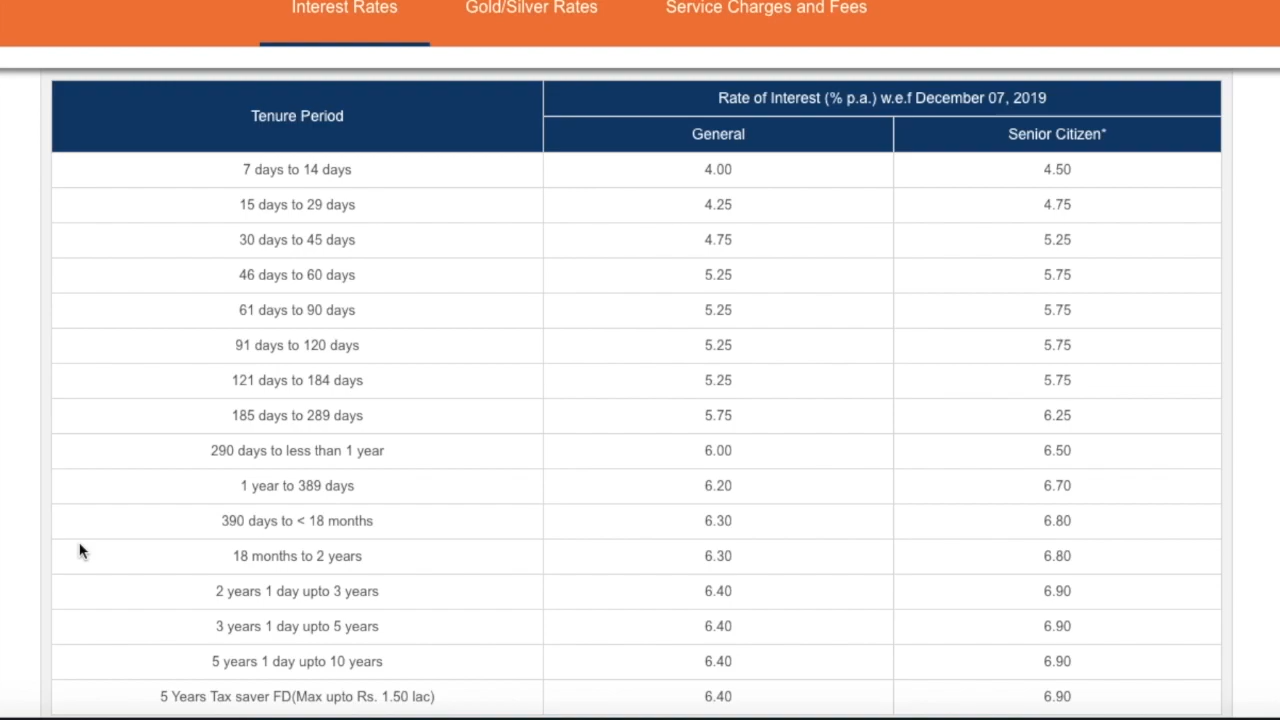 Interest Rates Gold/Silver Rates Service Charges and Fees
Tenure Period Rate of Interest (% p.a.) w.e.f December 07, 2019
General Senior Citizen*
7 days to 14 days 4.00 4.50
15 days to 29 days 4.25 4.75
30 days to 45 days 4.75 5.25
46 days to 60 days 5.25 5.75
61 days to 90 days 5.25 5.75
91 days to 120 days 5.25 5.75
121 days to 184 days 5.25 5.75
185 days to 289 days 5.75 6.25
290 days to less than 1 year 6.00 6.50
1 year to 389 days 6.20 6.70
390 days to < 18 months 6.30 6.80
18 months to 2 years 6.30 6.80
2 years 1 day upto 3 years 6.40 6.90
3 years 1 day upto 5 years 6.40 6.90
5 years 1 day upto 10 years 6.40 6.90
5 Years Tax saver FD(Max upto Rs. 1.50 lac) 6.40 6.90